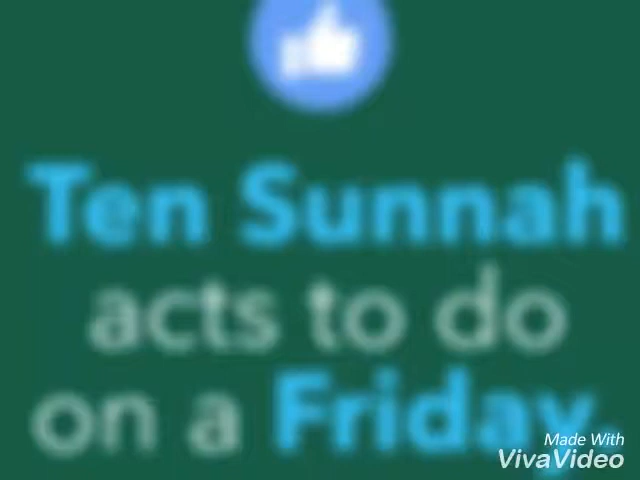 Ten Sunnah
acts to do
on a Friday.
Made With
VivaVideo